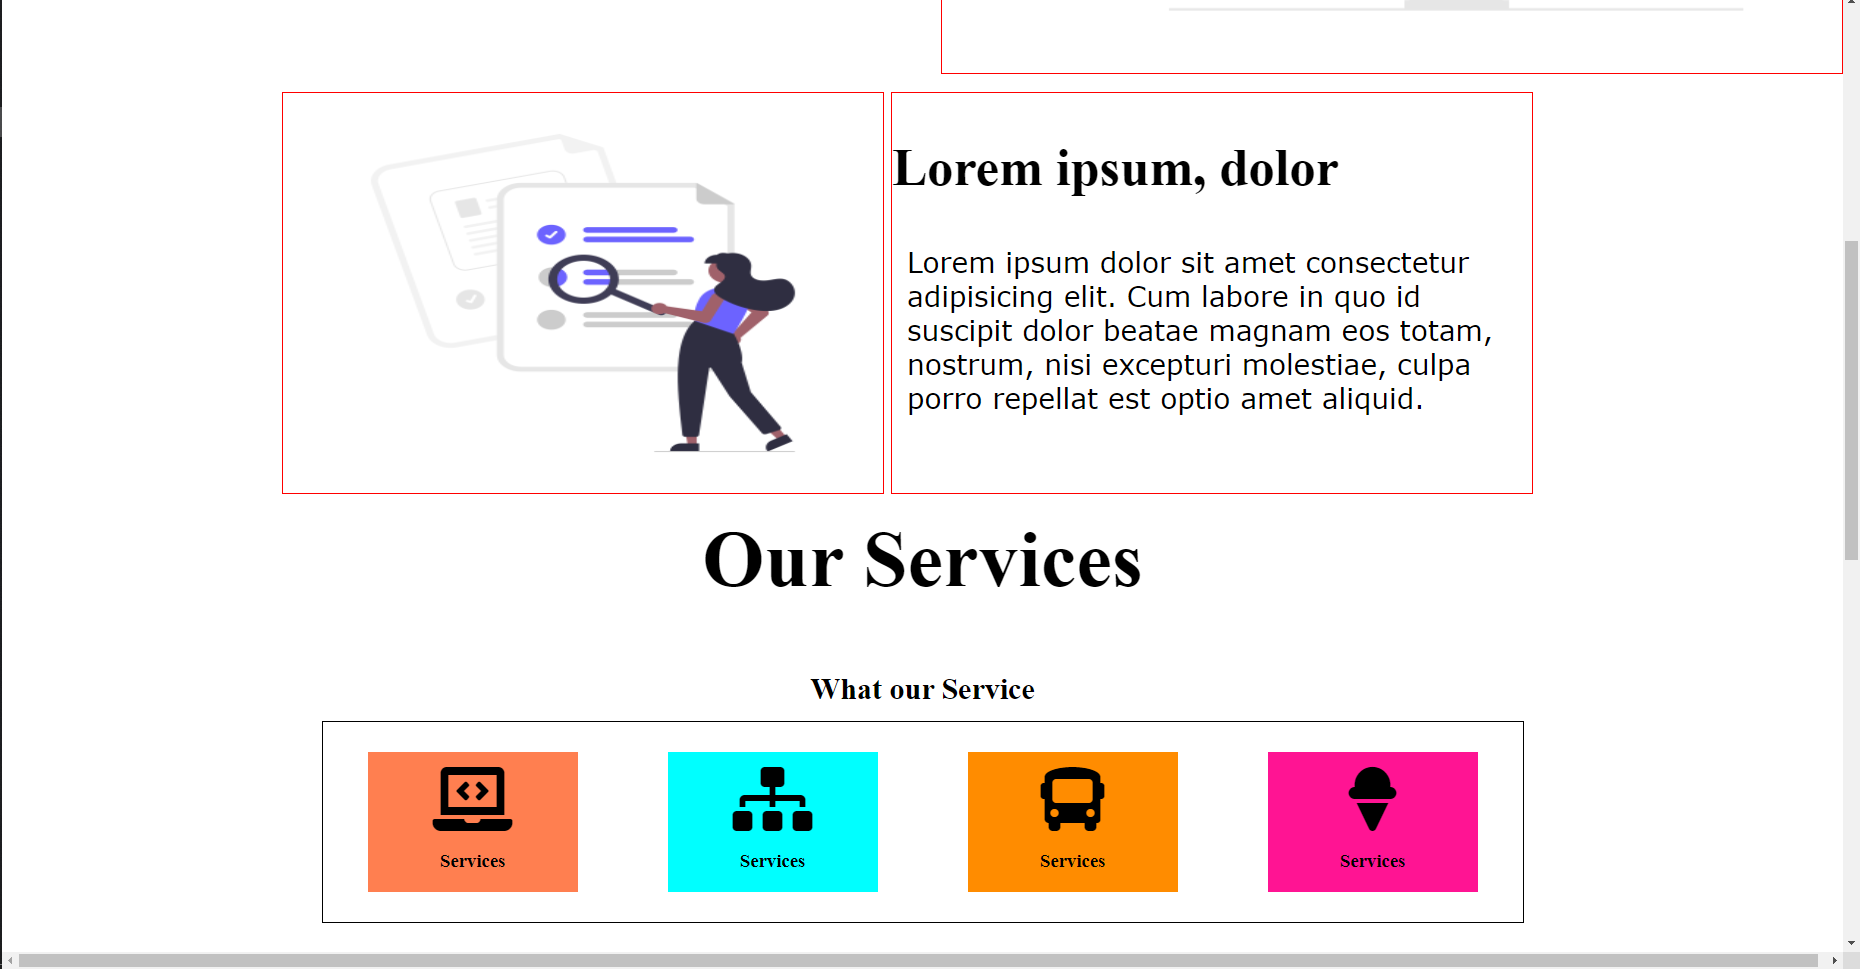 Lorem ipsum, dolor
Lorem ipsum dolor sit amet consectetur
adipisicing elit. Cum labore in quo id
suscipit dolor beatae magnam eos totam,
nostrum, nisi excepturi molestiae, culpa
porro repellat est optio amet aliquid.
Our Services
What our Service
Services
Services
Services
Services